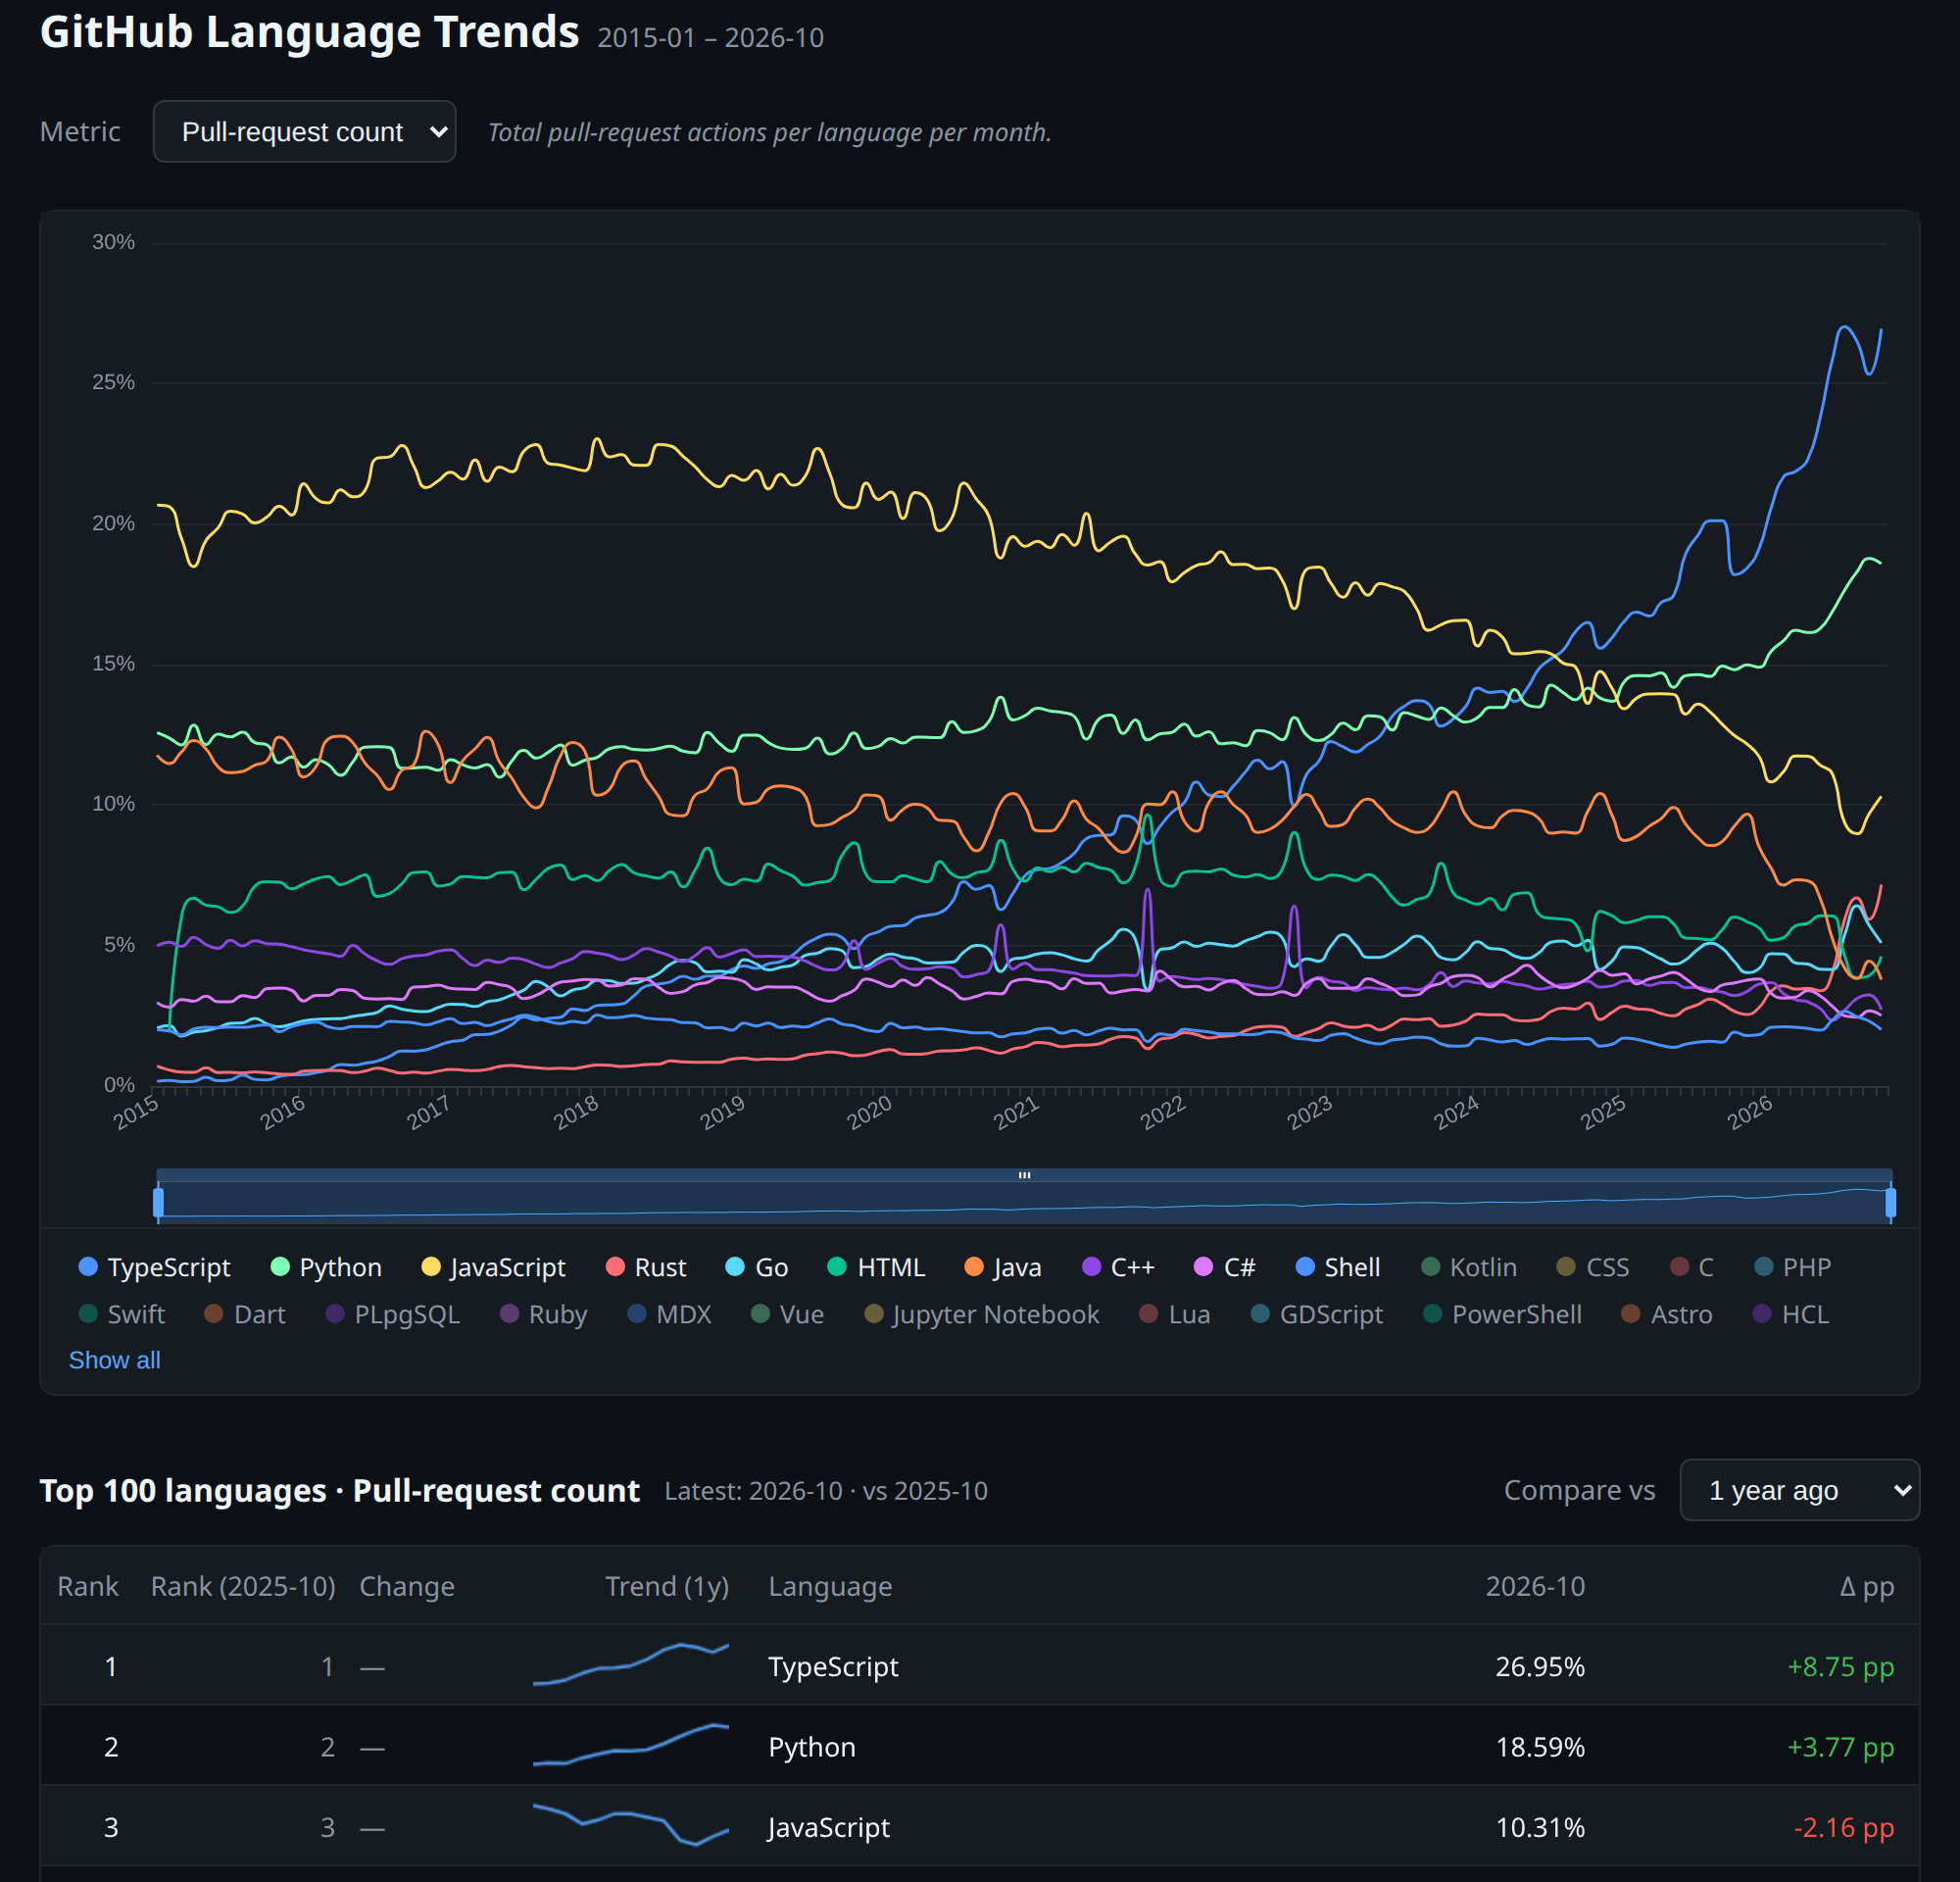 GitHub Language Trends 2015-01 – 2026-10
Metric Pull-request count Total pull-request actions per language per month.
30%
25%
20%
15%
10%
5%
0%
2015 2016 2017 2018 2019 2020 2021 2022 2023 2024 2025 2026
TypeScript Python JavaScript Rust Go HTML Java C++ C# Shell Kotlin CSS C PHP
Swift Dart PLpgSQL Ruby MDX Vue Jupyter Notebook Lua GDScript PowerShell Astro HCL
Show all
Top 100 languages · Pull-request count Latest: 2026-10 · vs 2025-10 Compare vs 1 year ago
Rank Rank (2025-10) Change Trend (1y) Language 2026-10 Δ pp
1 1 — TypeScript 26.95% +8.75 pp
2 2 — Python 18.59% +3.77 pp
3 3 — JavaScript 10.31% -2.16 pp